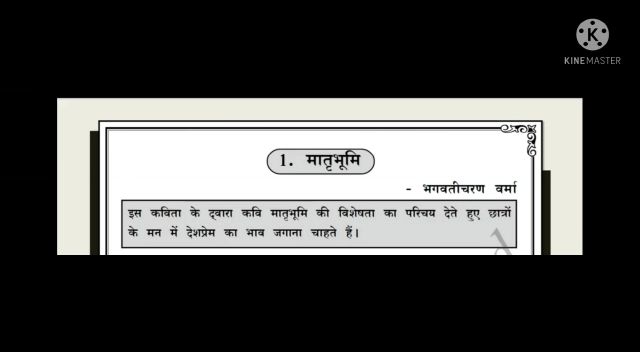 K
KINEMASTER
1. मातृभूमि
- भगवतीचरण वर्मा
इस कविता के द्वारा कवि मातृभूमि की विशेषता का परिचय देते हुए छात्रों
के मन में देशप्रेम का भाव जगाना चाहते हैं।